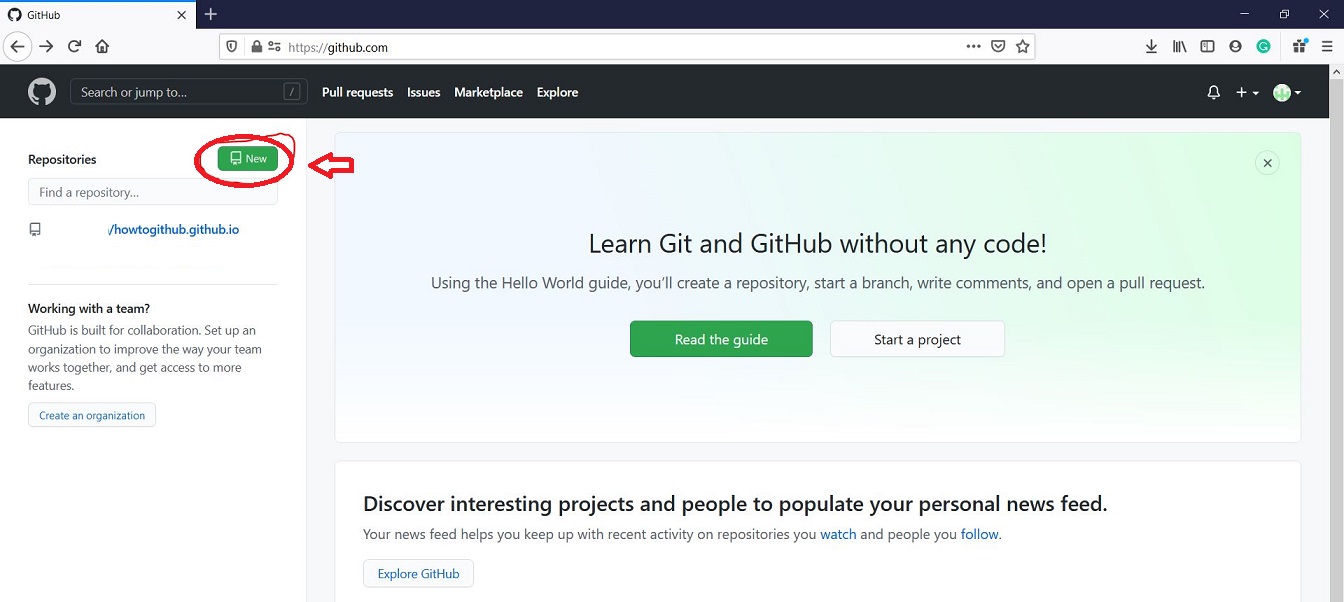 GitHub
https://github.com
Search or jump to... /
Pull requests Issues Marketplace Explore
Repositories
New
Find a repository...
/howtogithub.github.io
Working with a team?
GitHub is built for collaboration. Set up an
organization to improve the way your team
works together, and get access to more
features.
Create an organization
Learn Git and GitHub without any code!
Using the Hello World guide, you’ll create a repository, start a branch, write comments, and open a pull request.
Read the guide Start a project
Discover interesting projects and people to populate your personal news feed.
Your news feed helps you keep up with recent activity on repositories you watch and people you follow.
Explore GitHub